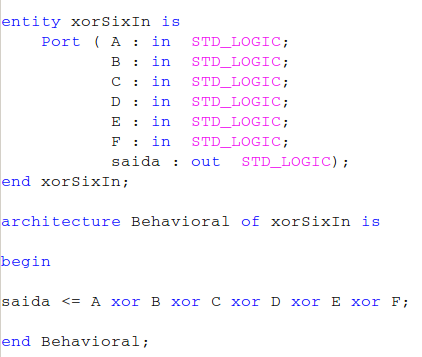 entity xorSixIn is
    Port ( A : in  STD_LOGIC;
           B : in  STD_LOGIC;
           C : in  STD_LOGIC;
           D : in  STD_LOGIC;
           E : in  STD_LOGIC;
           F : in  STD_LOGIC;
           saida : out  STD_LOGIC);
end xorSixIn;
architecture Behavioral of xorSixIn is
begin
saida <= A xor B xor C xor D xor E xor F;
end Behavioral;